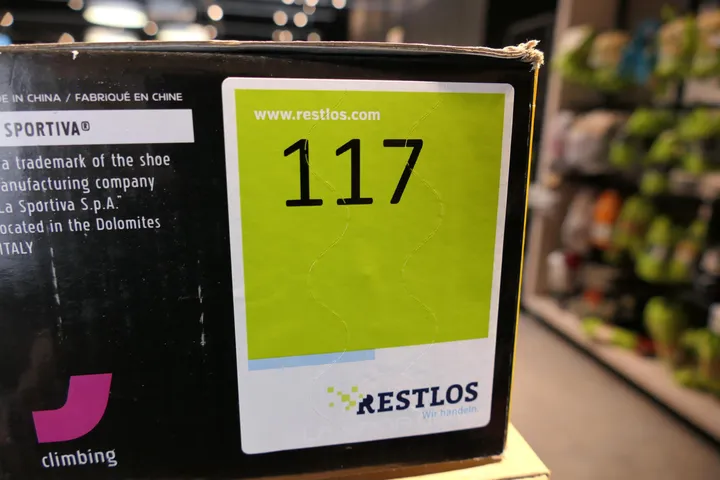 DE IN CHINA / FABRIQUÉ EN CHINE
SPORTIVA®
a trademark of the shoe
anufacturing company
La Sportiva S.p.A.
ocated in the Dolomites
ITALY
climbing
www.restlos.com
117
RESTLOS
Wir handeln.